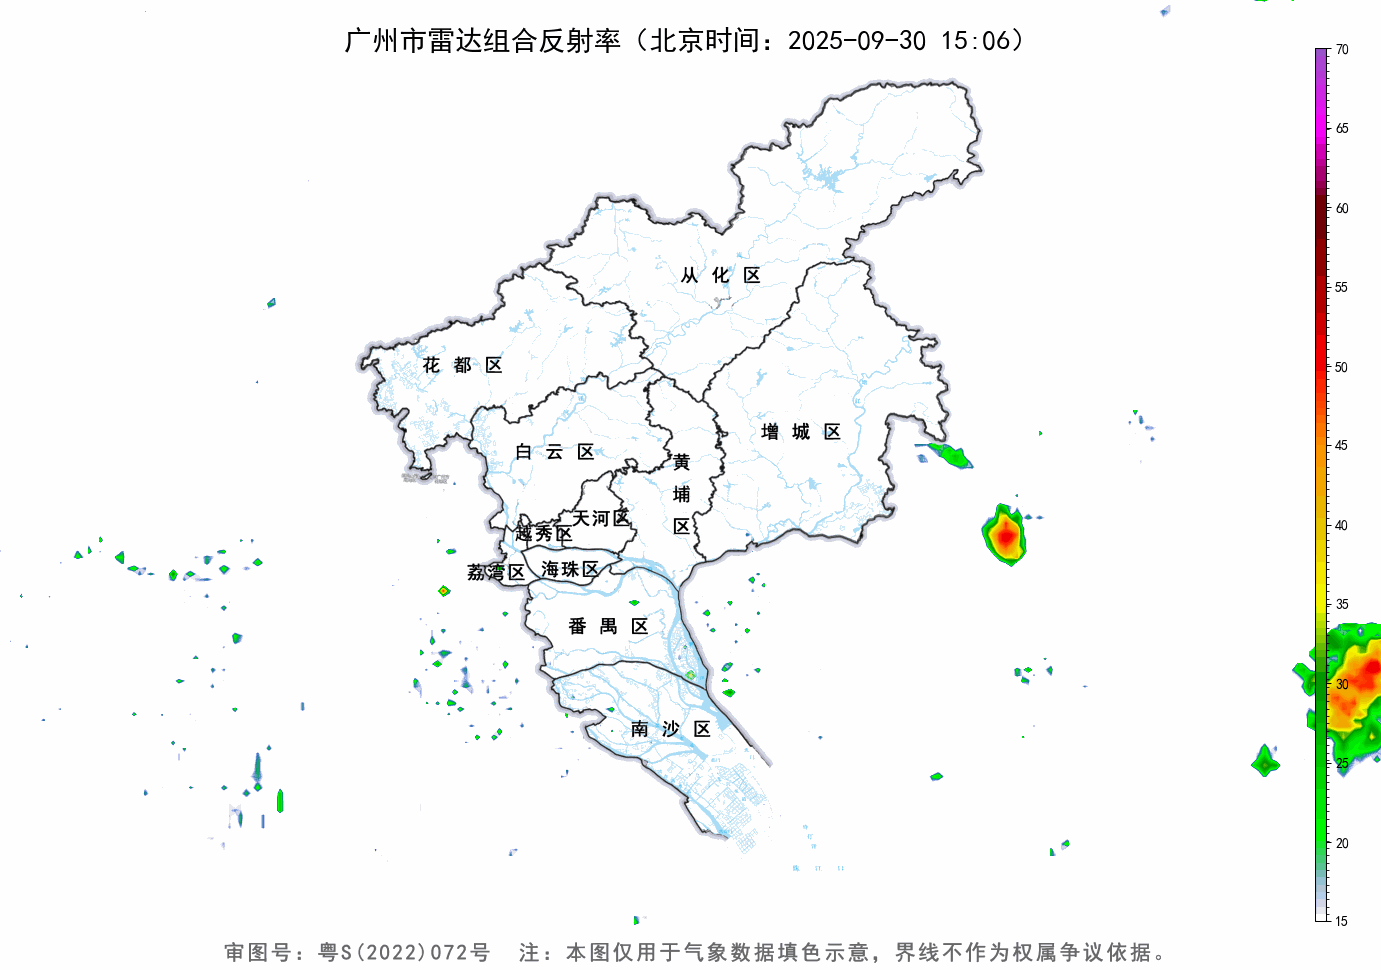 广州市雷达组合反射率（北京时间：2025-09-30 15:06）
70
65
60
55
50
45
40
35
30
25
20
15
从化区
花都区
增城区
白云区
黄埔区
天河区
越秀区
荔湾区
海珠区
番禺区
南沙区
审图号：粤S(2022)072号 注：本图仅用于气象数据填色示意，界线不作为权属争议依据。